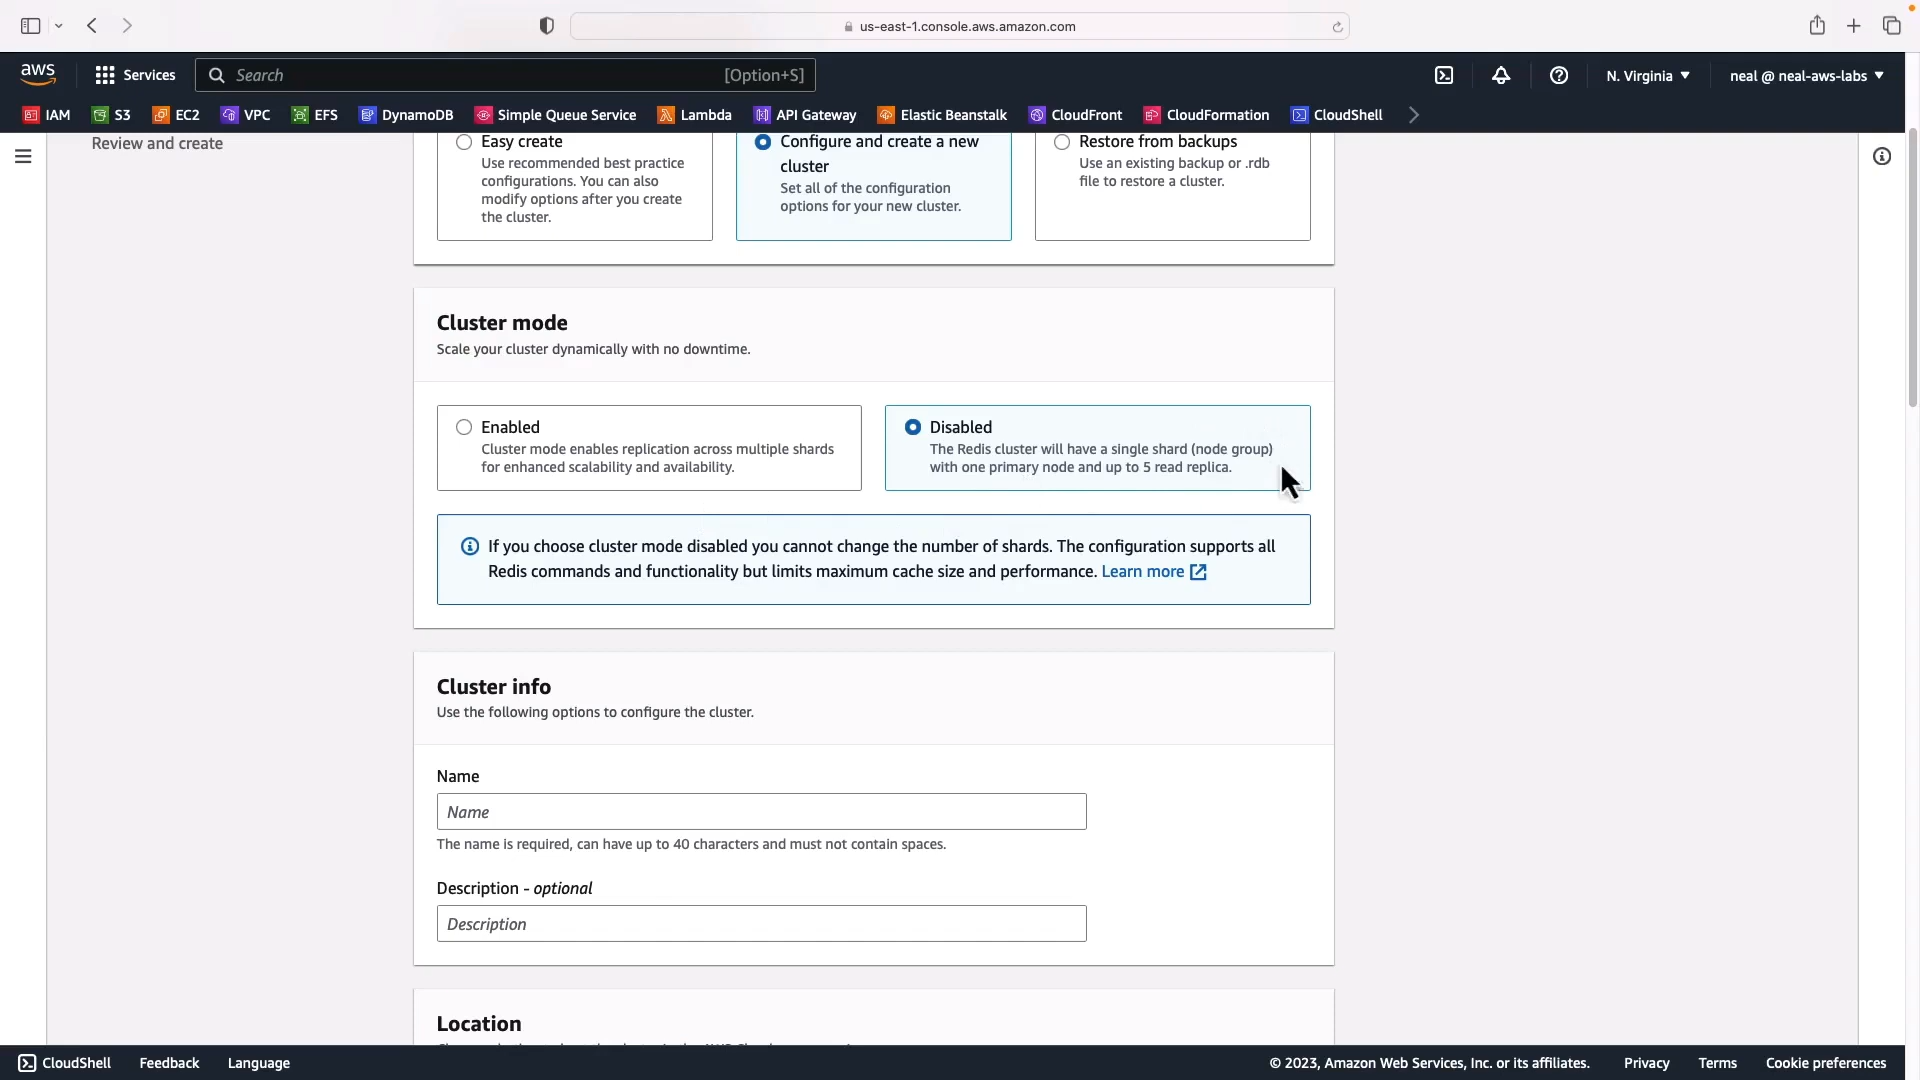 us-east-1.console.aws.amazon.com
aws
Services
Search
[Option+S]
N. Virginia
neal @ neal-aws-labs
IAM
S3
EC2
VPC
EFS
DynamoDB
Simple Queue Service
Lambda
API Gateway
Elastic Beanstalk
CloudFront
CloudFormation
CloudShell
Review and create
Easy create
Use recommended best practice
configurations. You can also
modify options after you create
the cluster.
Configure and create a new
cluster
Set all of the configuration
options for your new cluster.
Restore from backups
Use an existing backup or .rdb
file to restore a cluster.
Cluster mode
Scale your cluster dynamically with no downtime.
Enabled
Cluster mode enables replication across multiple shards
for enhanced scalability and availability.
Disabled
The Redis cluster will have a single shard (node group)
with one primary node and up to 5 read replica.
If you choose cluster mode disabled you cannot change the number of shards. The configuration supports all
Redis commands and functionality but limits maximum cache size and performance. Learn more
Cluster info
Use the following options to configure the cluster.
Name
Name
The name is required, can have up to 40 characters and must not contain spaces.
Description - optional
Description
Location
CloudShell
Feedback
Language
© 2023, Amazon Web Services, Inc. or its affiliates.
Privacy
Terms
Cookie preferences